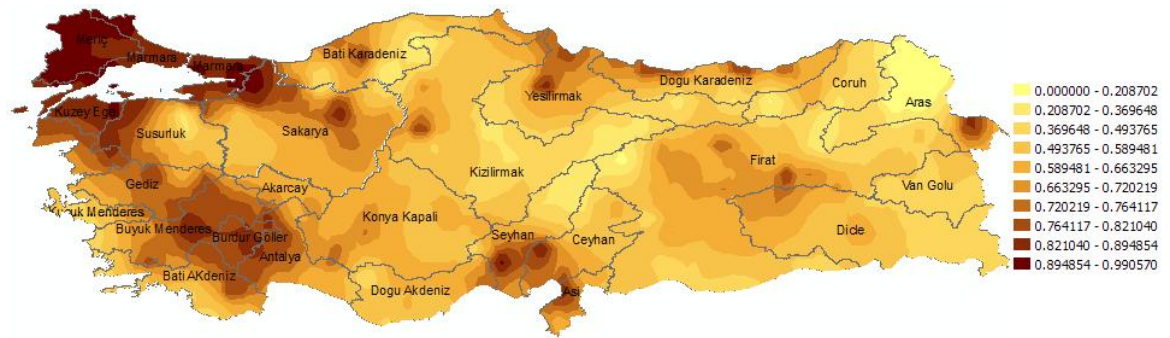 Meriç
Marmara
Marmara
Bati Karadeniz
Dogu Karadeniz
Coruh
Yesilirmak
Aras
Kuzey Ege
Susurluk
Sakarya
Firat
Kizilirmak
Van Golu
Gediz
Akarcay
Kuçuk Menderes
Konya Kapali
Buyuk Menderes
Burdur Göller
Seyhan
Ceyhan
Dicle
Antalya
Bati AKdeniz
Dogu Akdeniz
Asi
0.000000 - 0.208702
0.208702 - 0.369648
0.369648 - 0.493765
0.493765 - 0.589481
0.589481 - 0.663295
0.663295 - 0.720219
0.720219 - 0.764117
0.764117 - 0.821040
0.821040 - 0.894854
0.894854 - 0.990570